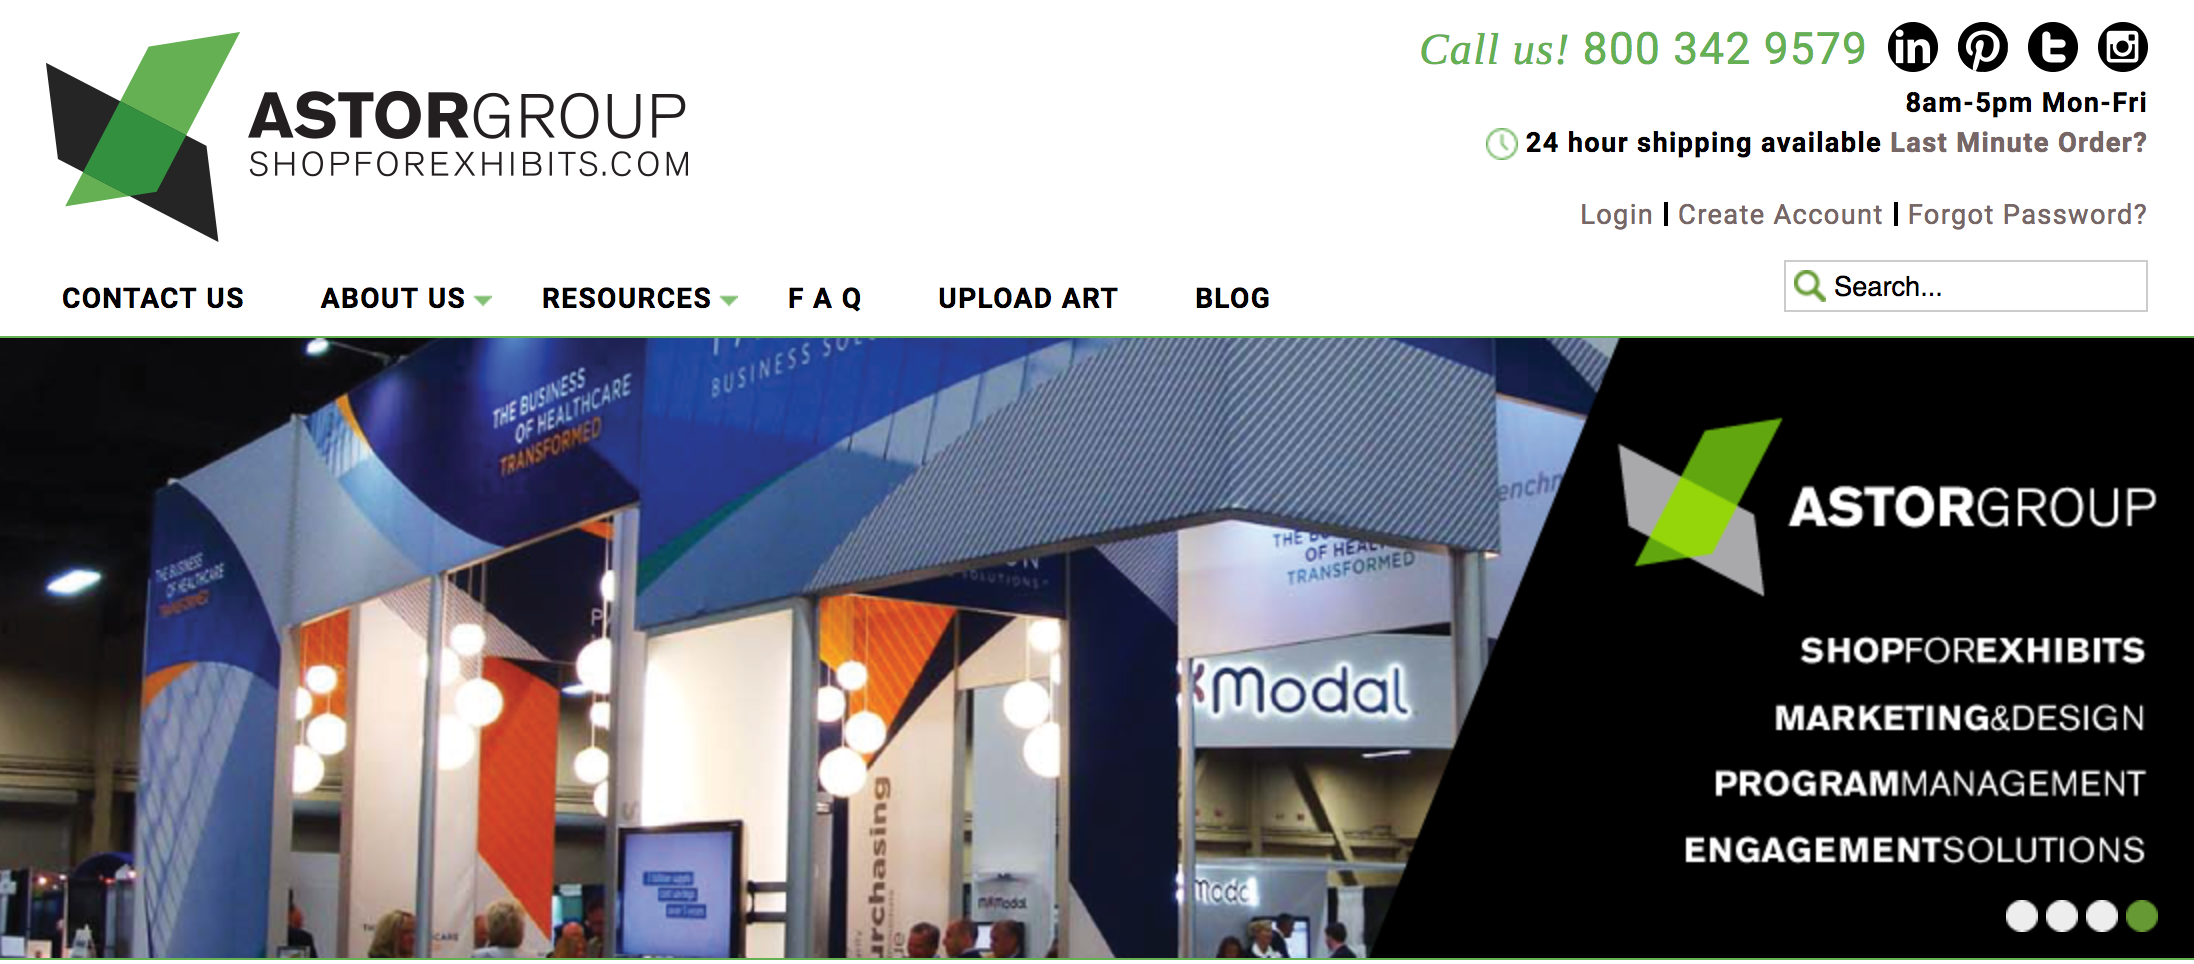 ASTORGROUP
SHOPFOREXHIBITS.COM
Call us! 800 342 9579
8am-5pm Mon-Fri
24 hour shipping available Last Minute Order?
Login | Create Account | Forgot Password?
CONTACT US
ABOUT US
RESOURCES
F A Q
UPLOAD ART
BLOG
Search...
BUSINESS
THE BUSINESS
OF HEALTHCARE
TRANSFORMED
THE BUSINESS
OF HEALTHCARE
TRANSFORMED
THE
OF
TRANSFORMED
SOLUTIONS
Modal
urchasing
ASTORGROUP
SHOPFOREXHIBITS
MARKETING&DESIGN
PROGRAMMANAGEMENT
ENGAGEMENTSOLUTIONS